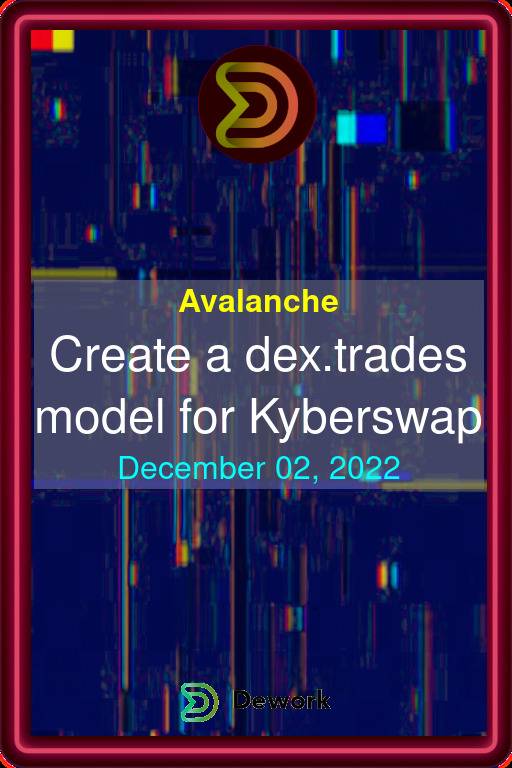 Avalanche
Create a dex.trades
model for Kyberswap
December 02, 2022
Dework